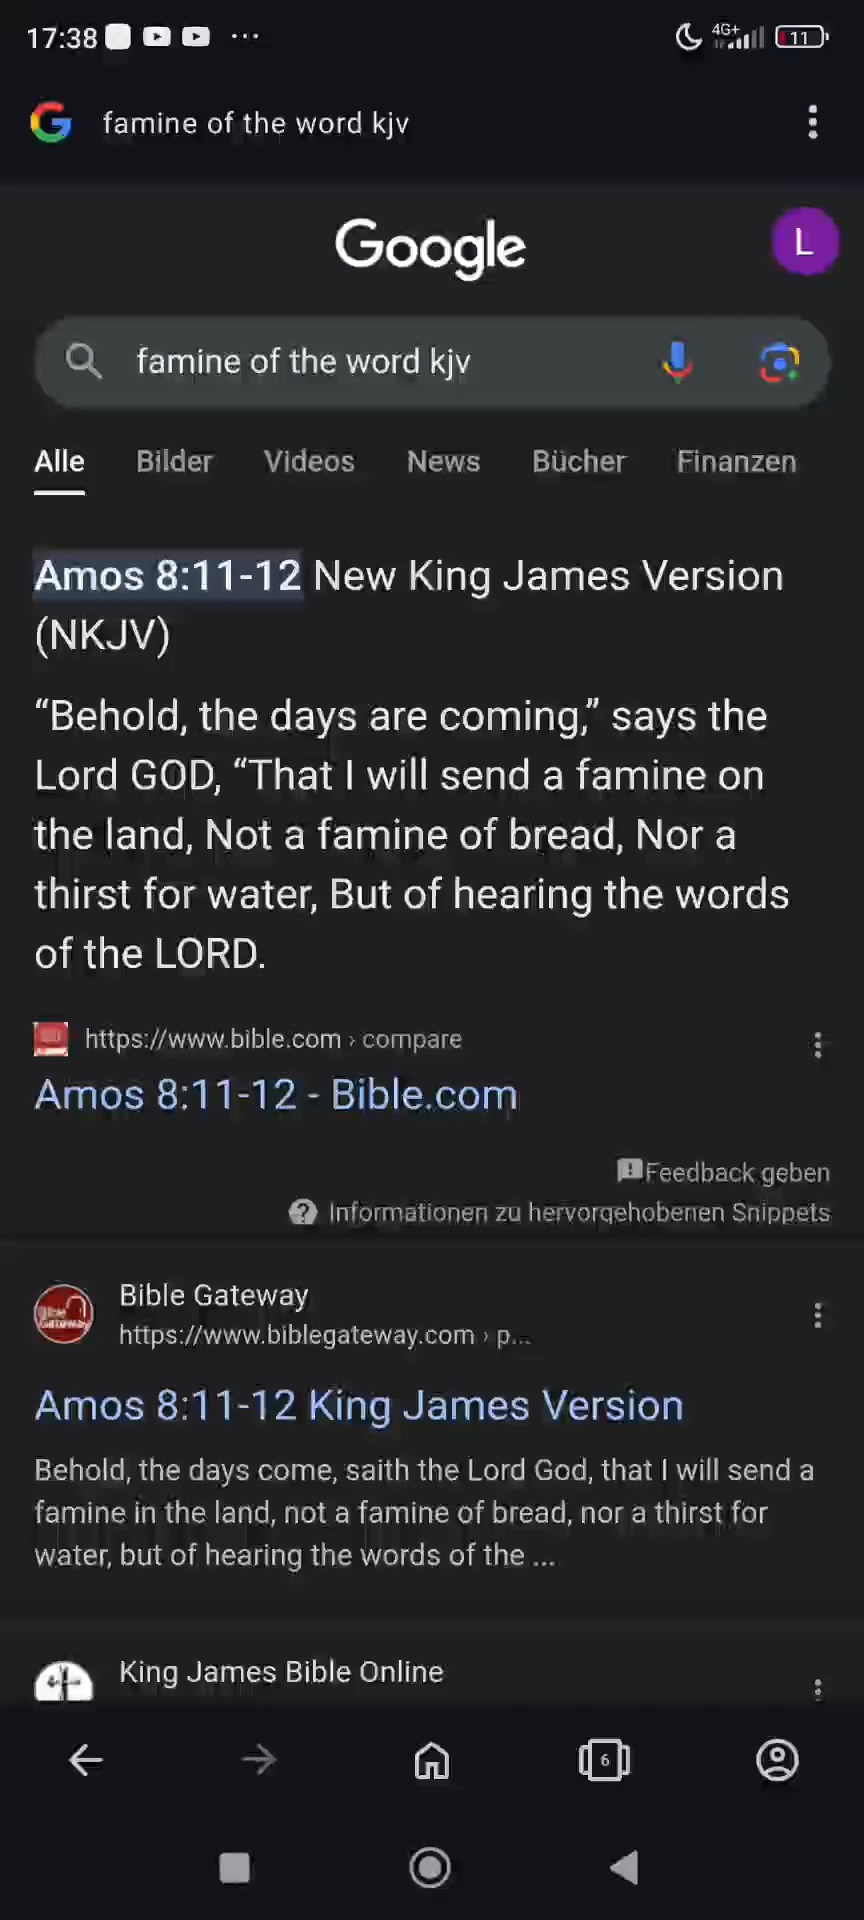 17:38 ... 4G+ 11
famine of the word kjv
Google L
famine of the word kjv
Alle Bilder Videos News Bücher Finanzen
Amos 8:11-12 New King James Version
(NKJV)
“Behold, the days are coming,” says the
Lord GOD, “That I will send a famine on
the land, Not a famine of bread, Nor a
thirst for water, But of hearing the words
of the LORD.
https://www.bible.com › compare
Amos 8:11-12 - Bible.com
Feedback geben
Informationen zu hervorgehobenen Snippets
Bible Gateway
https://www.biblegateway.com › p...
Amos 8:11-12 King James Version
Behold, the days come, saith the Lord God, that I will send a
famine in the land, not a famine of bread, nor a thirst for
water, but of hearing the words of the ...
King James Bible Online
6